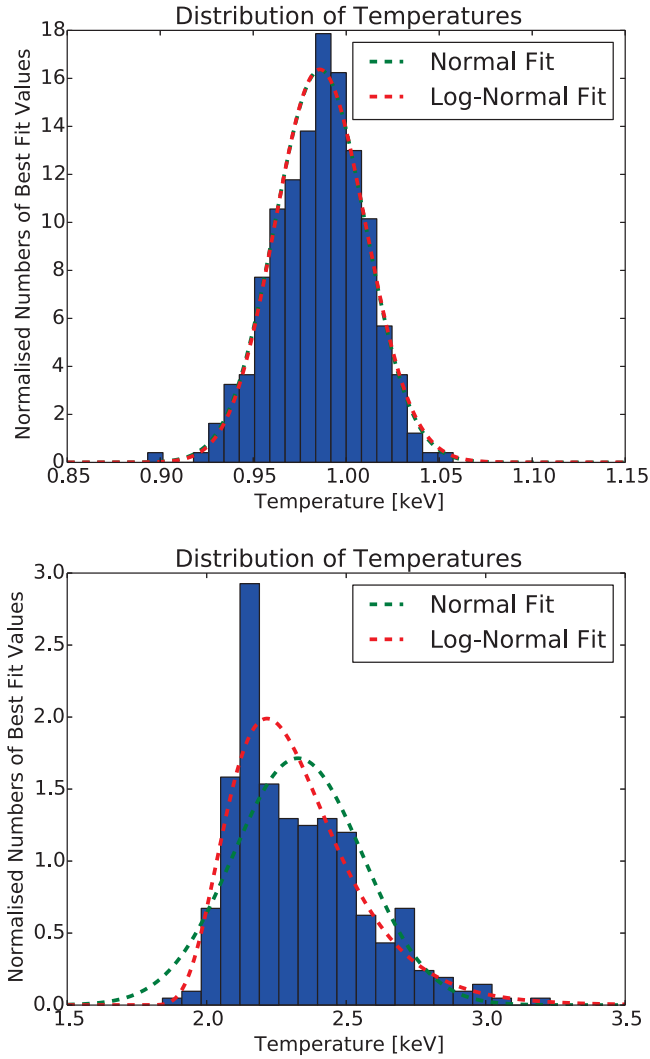 Distribution of Temperatures
18
16
14
12
10
8
6
4
2
0
Normalised Numbers of Best Fit Values
Normal Fit
Log-Normal Fit
0.85 0.90 0.95 1.00 1.05 1.10 1.15
Temperature [keV]
Distribution of Temperatures
3.0
2.5
2.0
1.5
1.0
0.5
0.0
Normalised Numbers of Best Fit Values
Normal Fit
Log-Normal Fit
1.5 2.0 2.5 3.0 3.5
Temperature [keV]